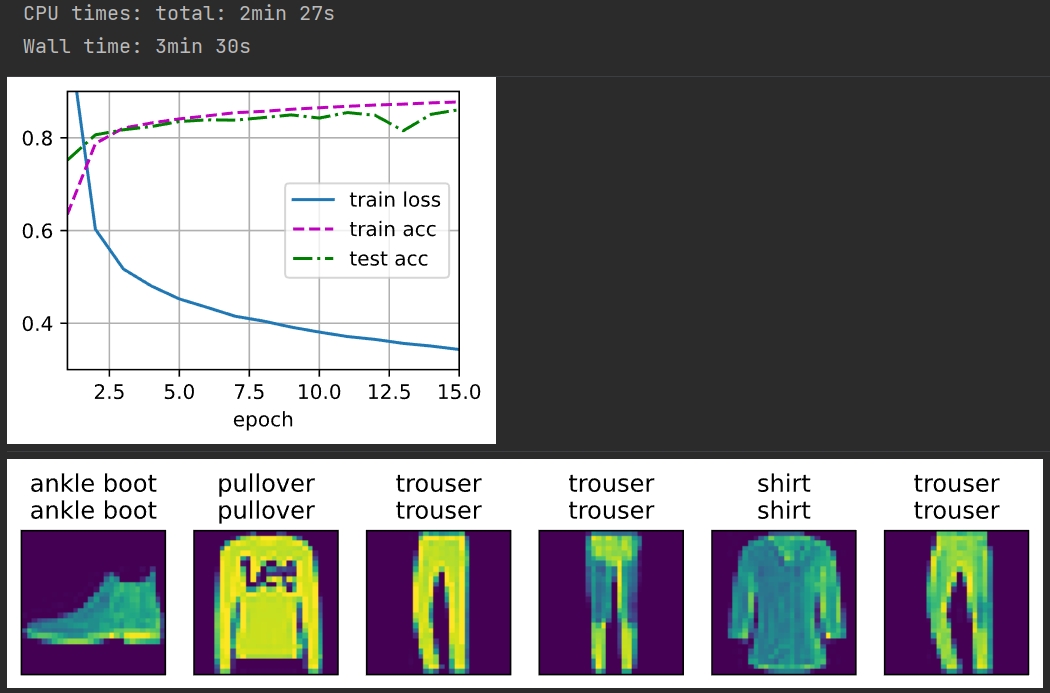 CPU times: total: 2min 27s
Wall time: 3min 30s
0.8
0.6
0.4
train loss
train acc
test acc
2.5 5.0 7.5 10.0 12.5 15.0
epoch
ankle boot pullover trouser trouser shirt trouser
ankle boot pullover trouser trouser shirt trouser